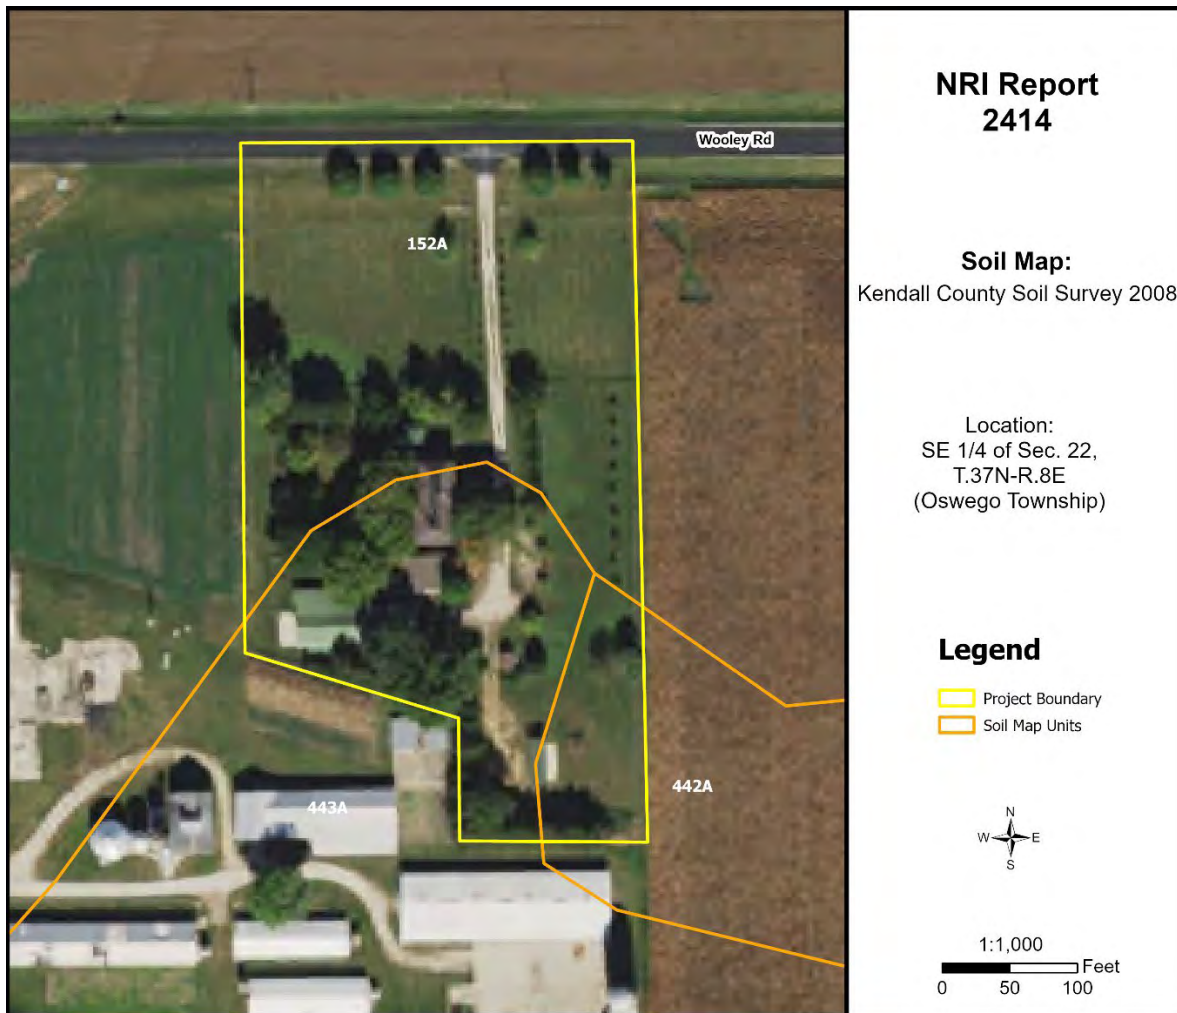 NRI Report
2414
Wooley Rd
152A
Soil Map:
Kendall County Soil Survey 2008
Location:
SE 1/4 of Sec. 22,
T.37N-R.8E
(Oswego Township)
Legend
Project Boundary
Soil Map Units
442A
443A
N
W E
S
1:1,000
Feet
0 50 100